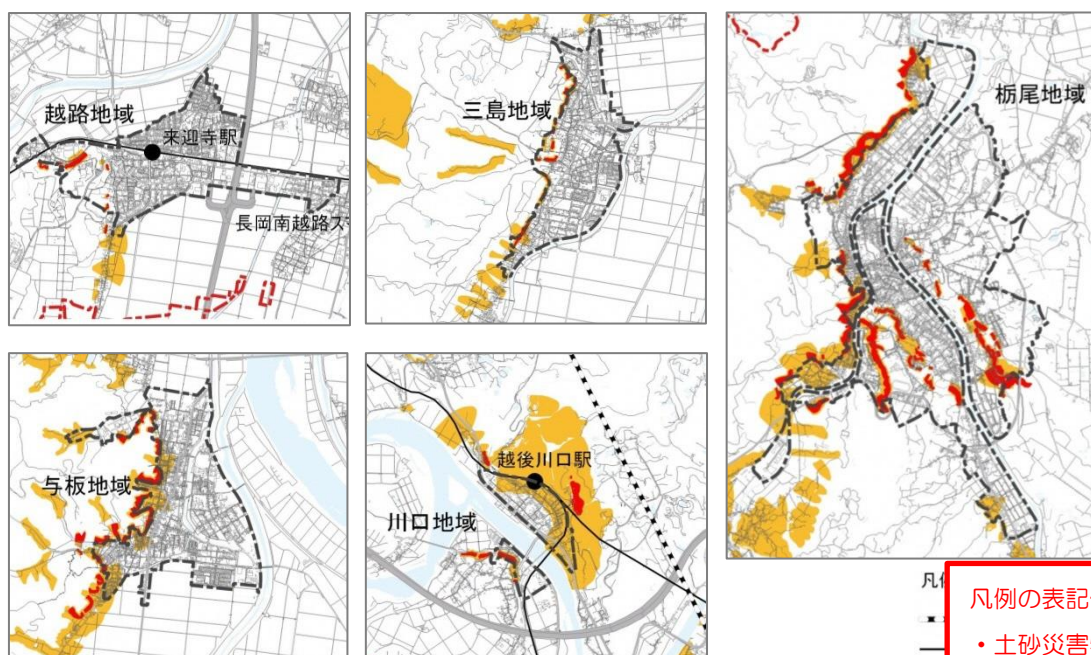 越路地域
来迎寺駅
長岡南越路ス
三島地域
栃尾地域
与板地域
越後川口駅
川口地域
凡
凡例の表記
・土砂災害